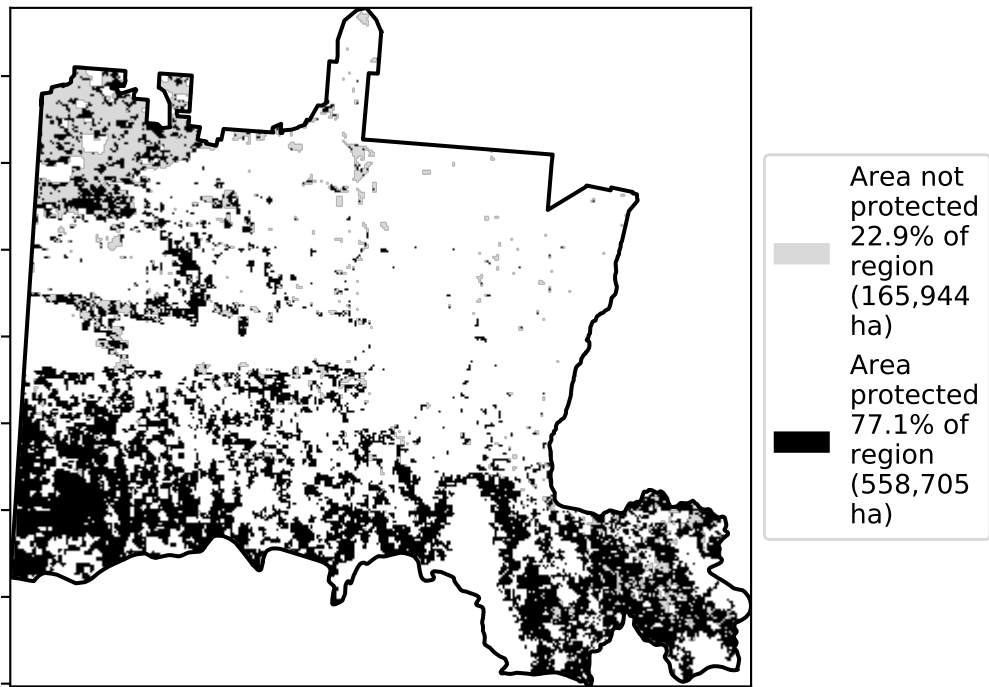 Area not
protected
22.9% of
region
(165,944
ha)
Area
protected
77.1% of
region
(558,705
ha)